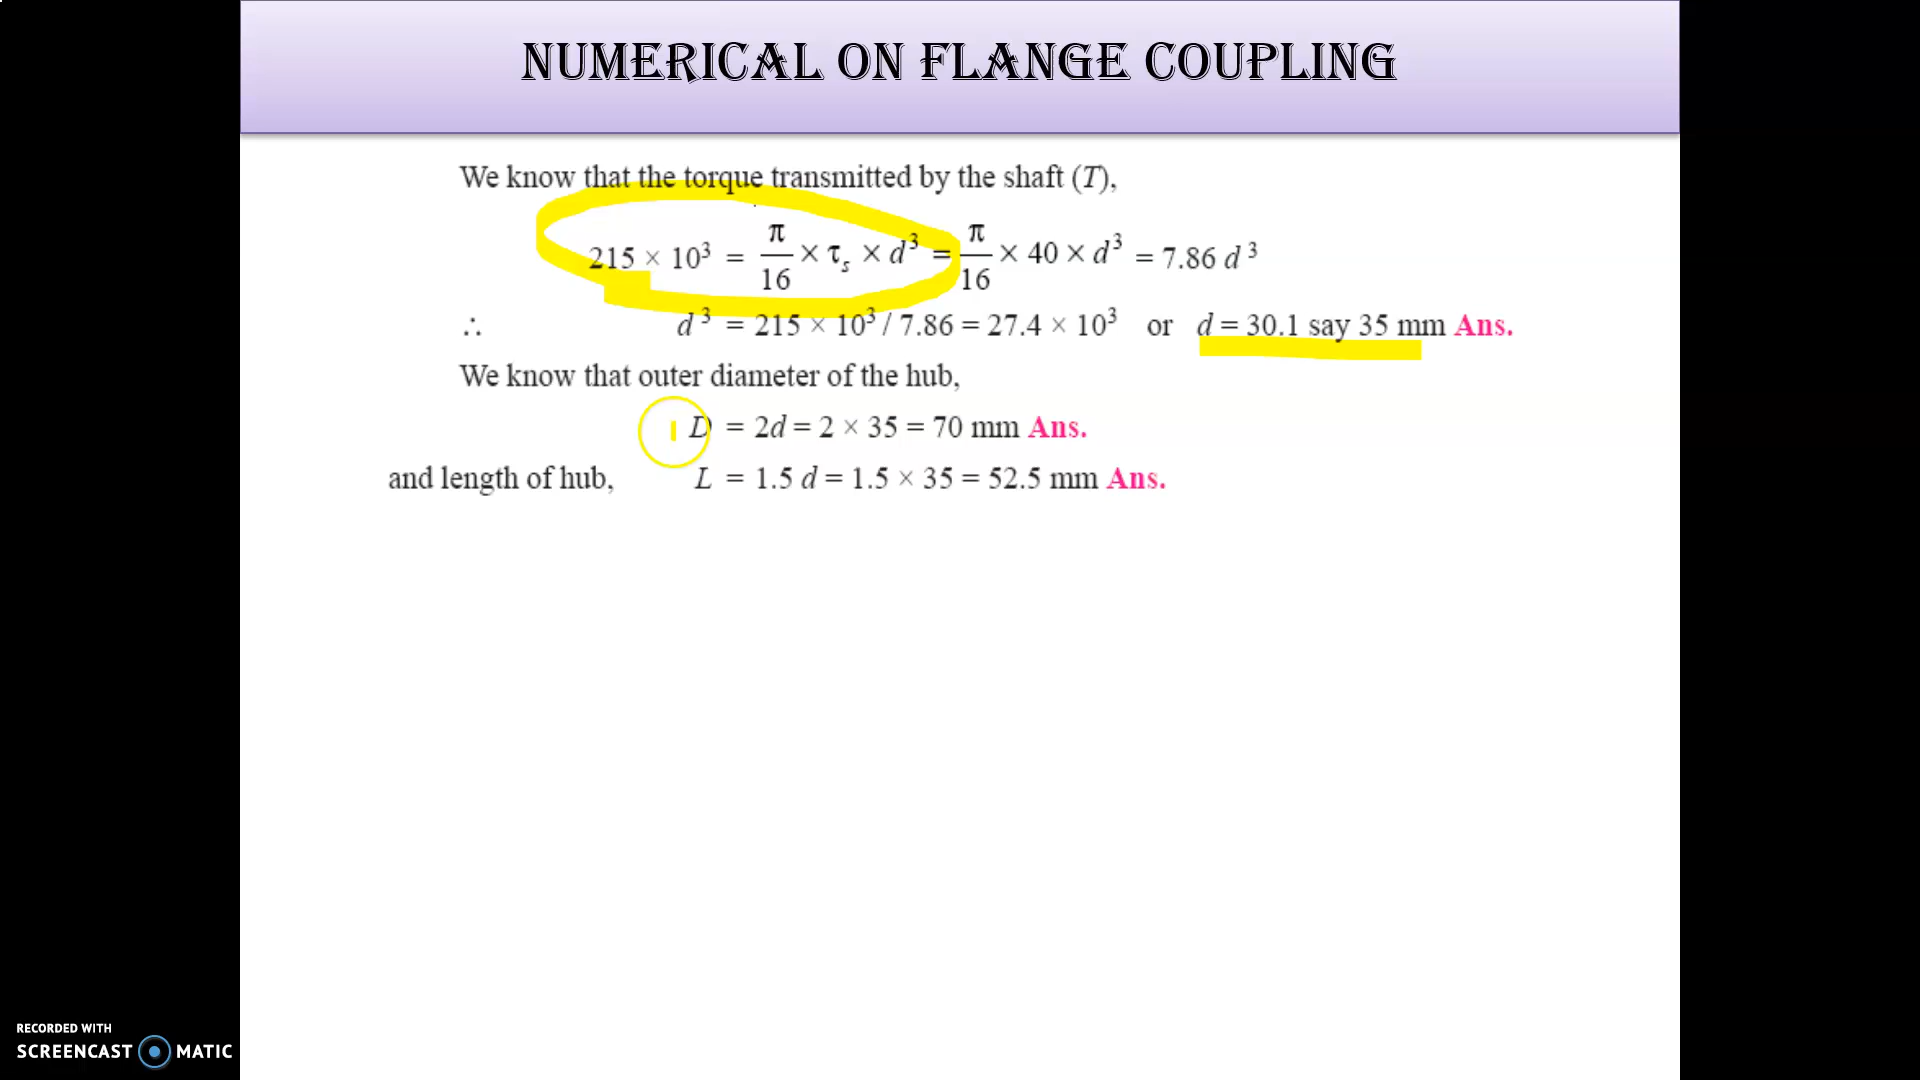 NUMERICAL ON FLANGE COUPLING
We know that the torque transmitted by the shaft (T),
215 × 10³ = π/16 × τₛ × d³ = π/16 × 40 × d³ = 7.86 d³
∴ d³ = 215 × 10³ / 7.86 = 27.4 × 10³ or d = 30.1 say 35 mm Ans.
We know that outer diameter of the hub,
D = 2d = 2 × 35 = 70 mm Ans.
and length of hub, L = 1.5 d = 1.5 × 35 = 52.5 mm Ans.
RECORDED WITH
SCREENCAST MATIC